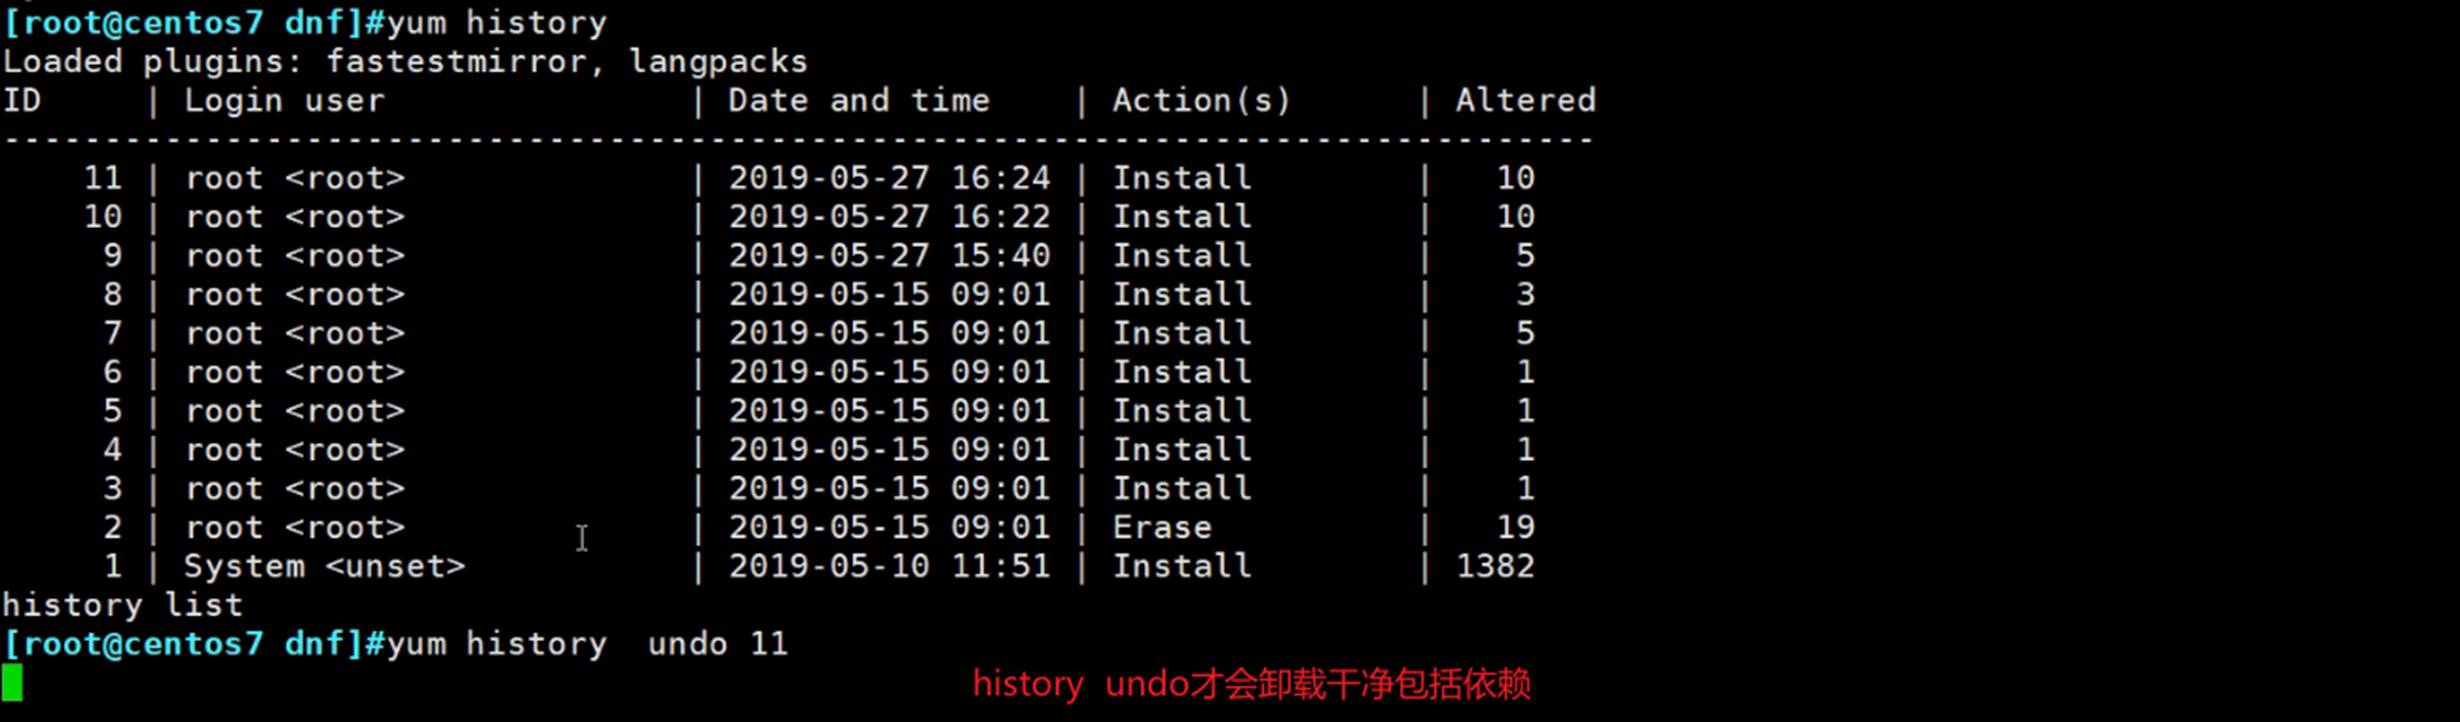 [root@centos7 dnf]#yum history
Loaded plugins: fastestmirror, langpacks
ID     | Login user               | Date and time    | Action(s)      | Altered
-------------------------------------------------------------------------------
    11 | root <root>              | 2019-05-27 16:24 | Install        |   10
    10 | root <root>              | 2019-05-27 16:22 | Install        |   10
     9 | root <root>              | 2019-05-27 15:40 | Install        |    5
     8 | root <root>              | 2019-05-15 09:01 | Install        |    3
     7 | root <root>              | 2019-05-15 09:01 | Install        |    5
     6 | root <root>              | 2019-05-15 09:01 | Install        |    1
     5 | root <root>              | 2019-05-15 09:01 | Install        |    1
     4 | root <root>              | 2019-05-15 09:01 | Install        |    1
     3 | root <root>              | 2019-05-15 09:01 | Install        |    1
     2 | root <root>              | 2019-05-15 09:01 | Erase          |   19
     1 | System <unset>           | 2019-05-10 11:51 | Install        | 1382
history list
[root@centos7 dnf]#yum history  undo 11
history  undo才会卸载干净包括依赖